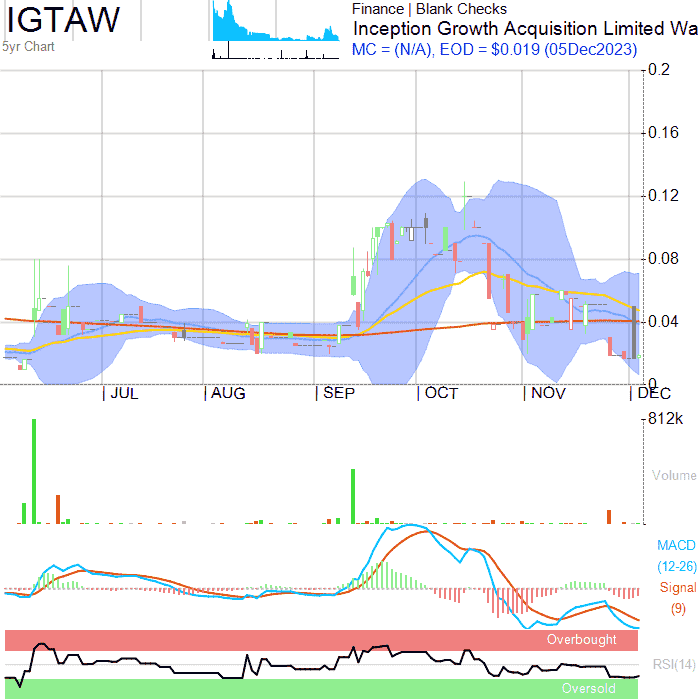 IGTAW
5yr Chart
Finance | Blank Checks
Inception Growth Acquisition Limited Wa
MC = (N/A), EOD = $0.019 (05Dec2023)
0.2
0.16
0.12
0.08
0.04
0
JUL
AUG
SEP
OCT
NOV
DEC
812k
Volume
MACD
(12-26)
Signal
(9)
Overbought
RSI(14)
Oversold